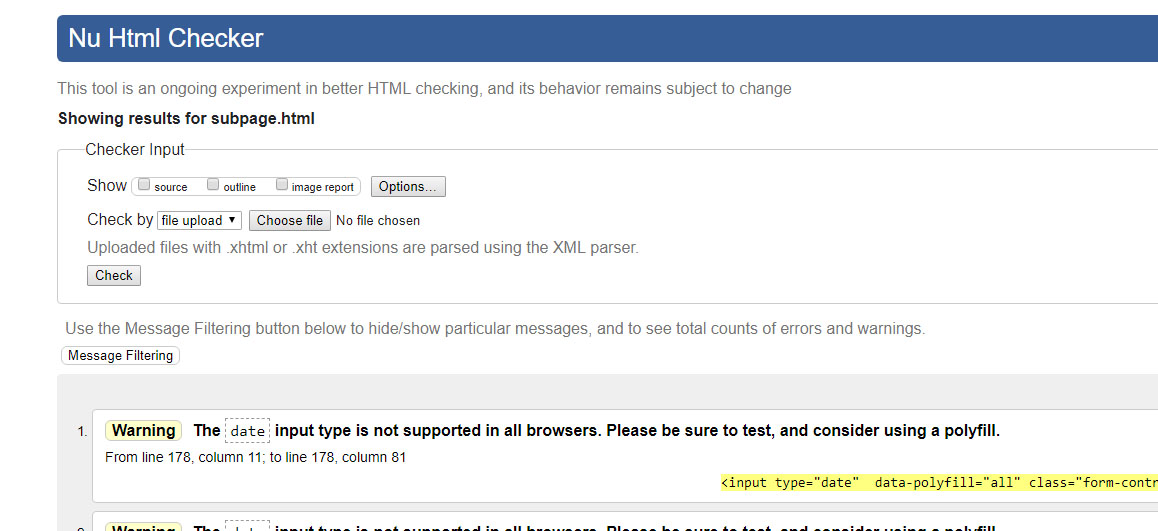 Nu Html Checker
This tool is an ongoing experiment in better HTML checking, and its behavior remains subject to change
Showing results for subpage.html
Checker Input
Show source outline image report Options...
Check by file upload Choose file No file chosen
Uploaded files with .xhtml or .xht extensions are parsed using the XML parser.
Check
Use the Message Filtering button below to hide/show particular messages, and to see total counts of errors and warnings.
Message Filtering
1. Warning The date input type is not supported in all browsers. Please be sure to test, and consider using a polyfill.
From line 178, column 11; to line 178, column 81
<input type="date"  data-polyfill="all" class="form-contr
Warning The date input type is not supported in all browsers. Please be sure to test, and consider using a polyfill.